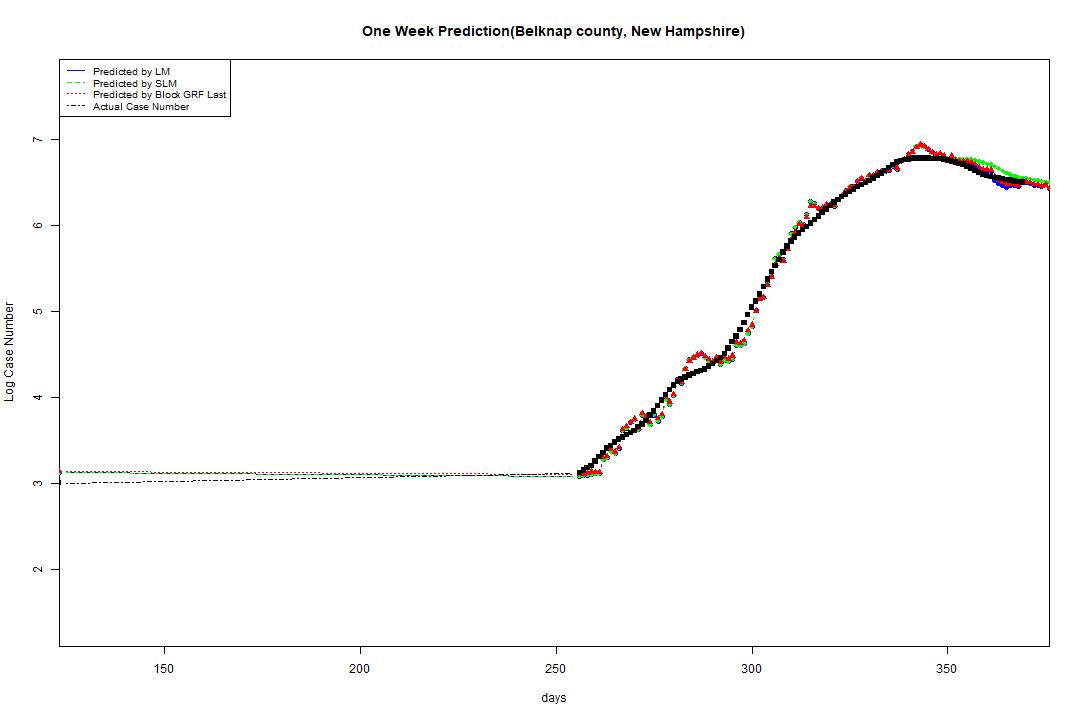 One Week Prediction(Belknap county, New Hampshire)
Predicted by LM
Predicted by SLM
Predicted by Block GRF Last
Actual Case Number
7
6
5
4
3
2
Log Case Number
150 200 250 300 350
days